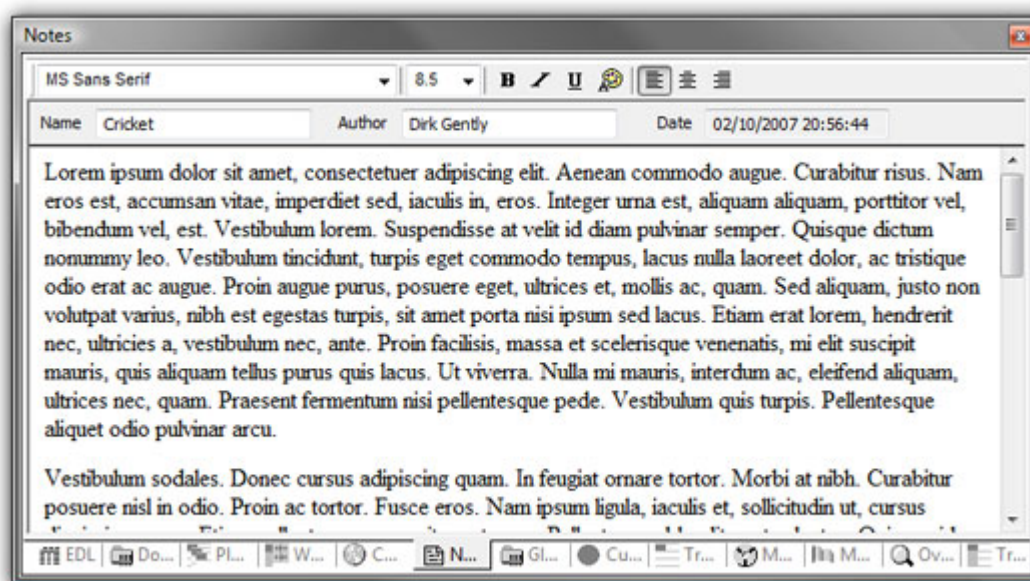 Notes
MS Sans Serif 8.5 B I U A
Name Cricket Author Dirk Gently Date 02/10/2007 20:56:44
Lorem ipsum dolor sit amet, consectetuer adipiscing elit. Aenean commodo augue. Curabitur risus. Nam
eros est, accumsan vitae, imperdiet sed, iaculis in, eros. Integer urna est, aliquam aliquam, porttitor vel,
bibendum vel, est. Vestibulum lorem. Suspendisse at velit id diam pulvinar semper. Quisque dictum
nonummy leo. Vestibulum tincidunt, turpis eget commodo tempus, lacus nulla laoreet dolor, ac tristique
odio erat ac augue. Proin augue purus, posuere eget, ultrices et, mollis ac, quam. Sed aliquam, justo non
volutpat varius, nibh est egestas turpis, sit amet porta nisi ipsum sed lacus. Etiam erat lorem, hendrerit
nec, ultricies a, vestibulum nec, ante. Proin facilisis, massa et scelerisque venenatis, mi elit suscipit
mauris, quis aliquam tellus purus quis lacus. Ut viverra. Nulla mi mauris, interdum ac, eleifend aliquam,
ultrices nec, quam. Praesent fermentum nisi pellentesque pede. Vestibulum quis turpis. Pellentesque
aliquet odio pulvinar arcu.
Vestibulum sodales. Donec cursus adipiscing quam. In feugiat ornare tortor. Morbi at nibh. Curabitur
posuere nisl in odio. Proin ac tortor. Fusce eros. Nam ipsum ligula, iaculis et, sollicitudin ut, cursus
EDL Do... Pl... W... C... N... Gl... Cu... Tr... M... M... Ov... Tr...